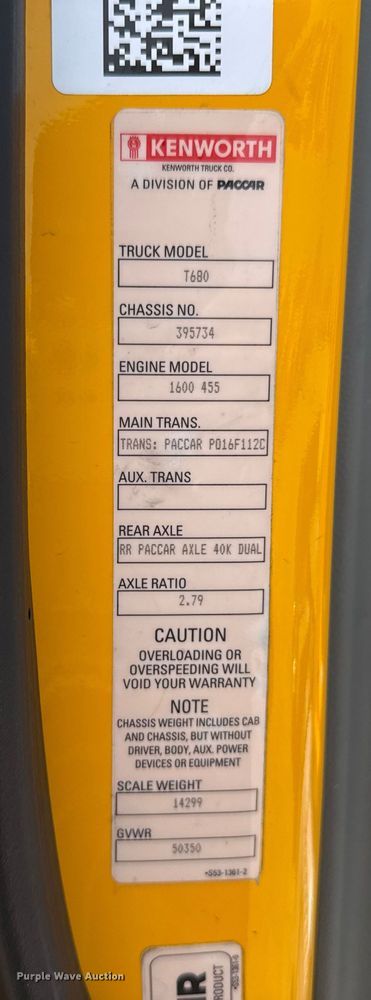 KENWORTH
KENWORTH TRUCK CO.
A DIVISION OF PACCAR
TRUCK MODEL
T680
CHASSIS NO.
395734
ENGINE MODEL
1600 455
MAIN TRANS.
TRANS: PACCAR PO16F112C
AUX. TRANS
REAR AXLE
RR PACCAR AXLE 40K DUAL
AXLE RATIO
2.79
CAUTION
OVERLOADING OR
OVERSPEEDING WILL
VOID YOUR WARRANTY
NOTE
CHASSIS WEIGHT INCLUDES CAB
AND CHASSIS, BUT WITHOUT
DRIVER, BODY, AUX. POWER
DEVICES OR EQUIPMENT
SCALE WEIGHT
14299
GVWR
50350
*S53-1301-2
Purple Wave Auction